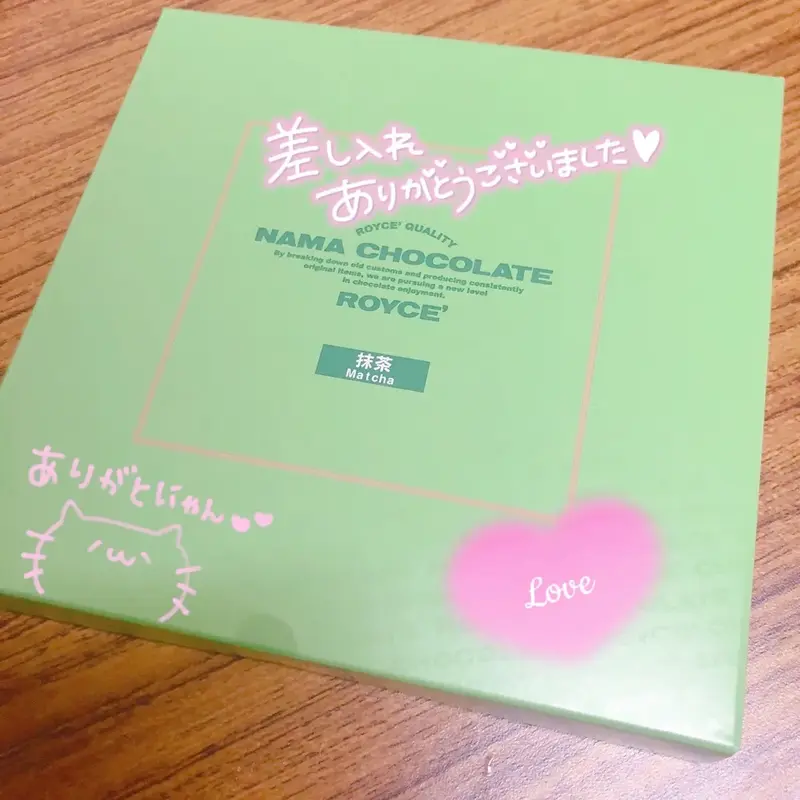 差し入れ
ありがとうございました♥
ROYCE' QUALITY
NAMA CHOCOLATE
By breaking down old customs and producing consistently
original items, we are pursuing a new level
in chocolate enjoyment.
ROYCE'
抹茶
Matcha
ありがとにゃん♥♥
Love